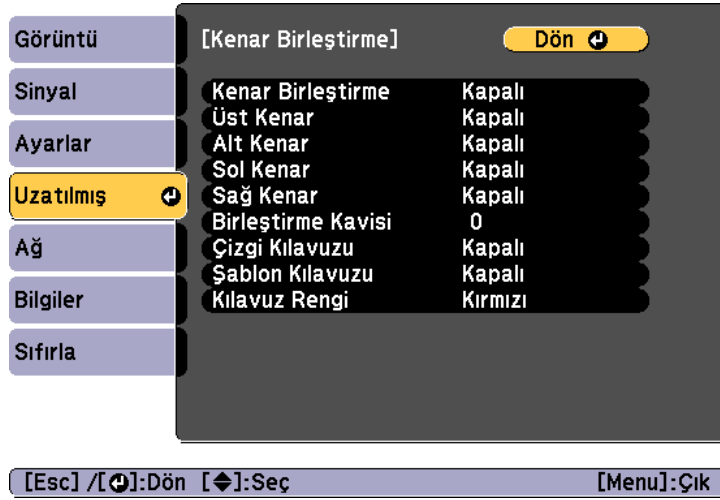 Görüntü
Sinyal
Ayarlar
Uzatılmış
Ağ
Bilgiler
Sıfırla
[Kenar Birleştirme] Dön
Kenar Birleştirme Kapalı
Üst Kenar Kapalı
Alt Kenar Kapalı
Sol Kenar Kapalı
Sağ Kenar Kapalı
Birleştirme Kavisi 0
Çizgi Kılavuzu Kapalı
Şablon Kılavuzu Kapalı
Kılavuz Rengi Kırmızı
[Esc] /[⏎]:Dön [◆]:Seç [Menu]:Çık